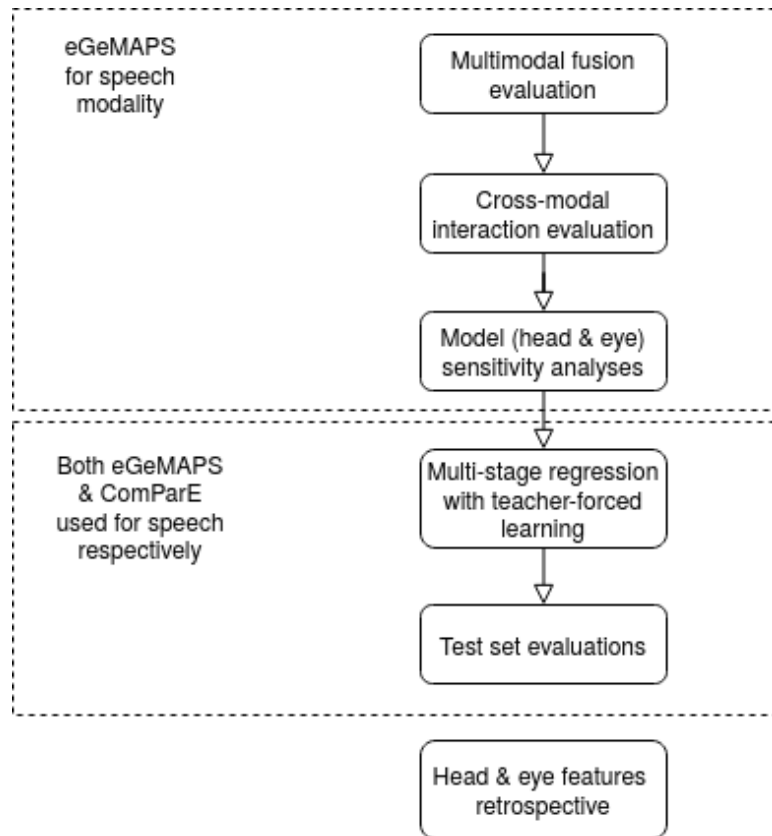 eGeMAPS
for speech
modality
Multimodal fusion
evaluation
Cross-modal
interaction evaluation
Model (head & eye)
sensitivity analyses
Both eGeMAPS
& ComParE
used for speech
respectively
Multi-stage regression
with teacher-forced
learning
Test set evaluations
Head & eye features
retrospective